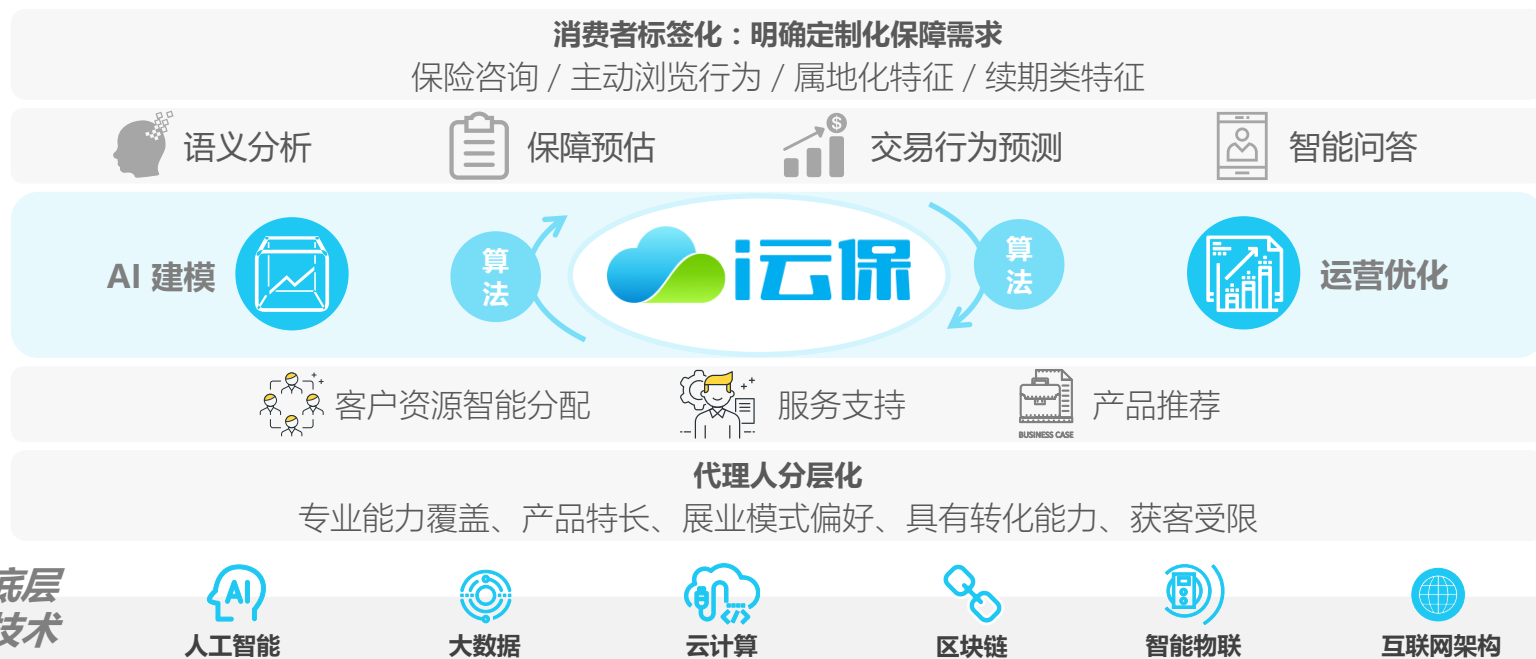 消费者标签化：明确定制化保障需求
保险咨询 / 主动浏览行为 / 属地化特征 / 续期类特征
语义分析
保障预估
$
交易行为预测
智能问答
AI 建模
算法
i云保
算法
运营优化
客户资源智能分配
服务支持
BUSINESS CASE
产品推荐
代理人分层化
专业能力覆盖、产品特长、展业模式偏好、具有转化能力、获客受限
底层
技术
AI
人工智能
大数据
</>
云计算
区块链
智能物联
互联网架构